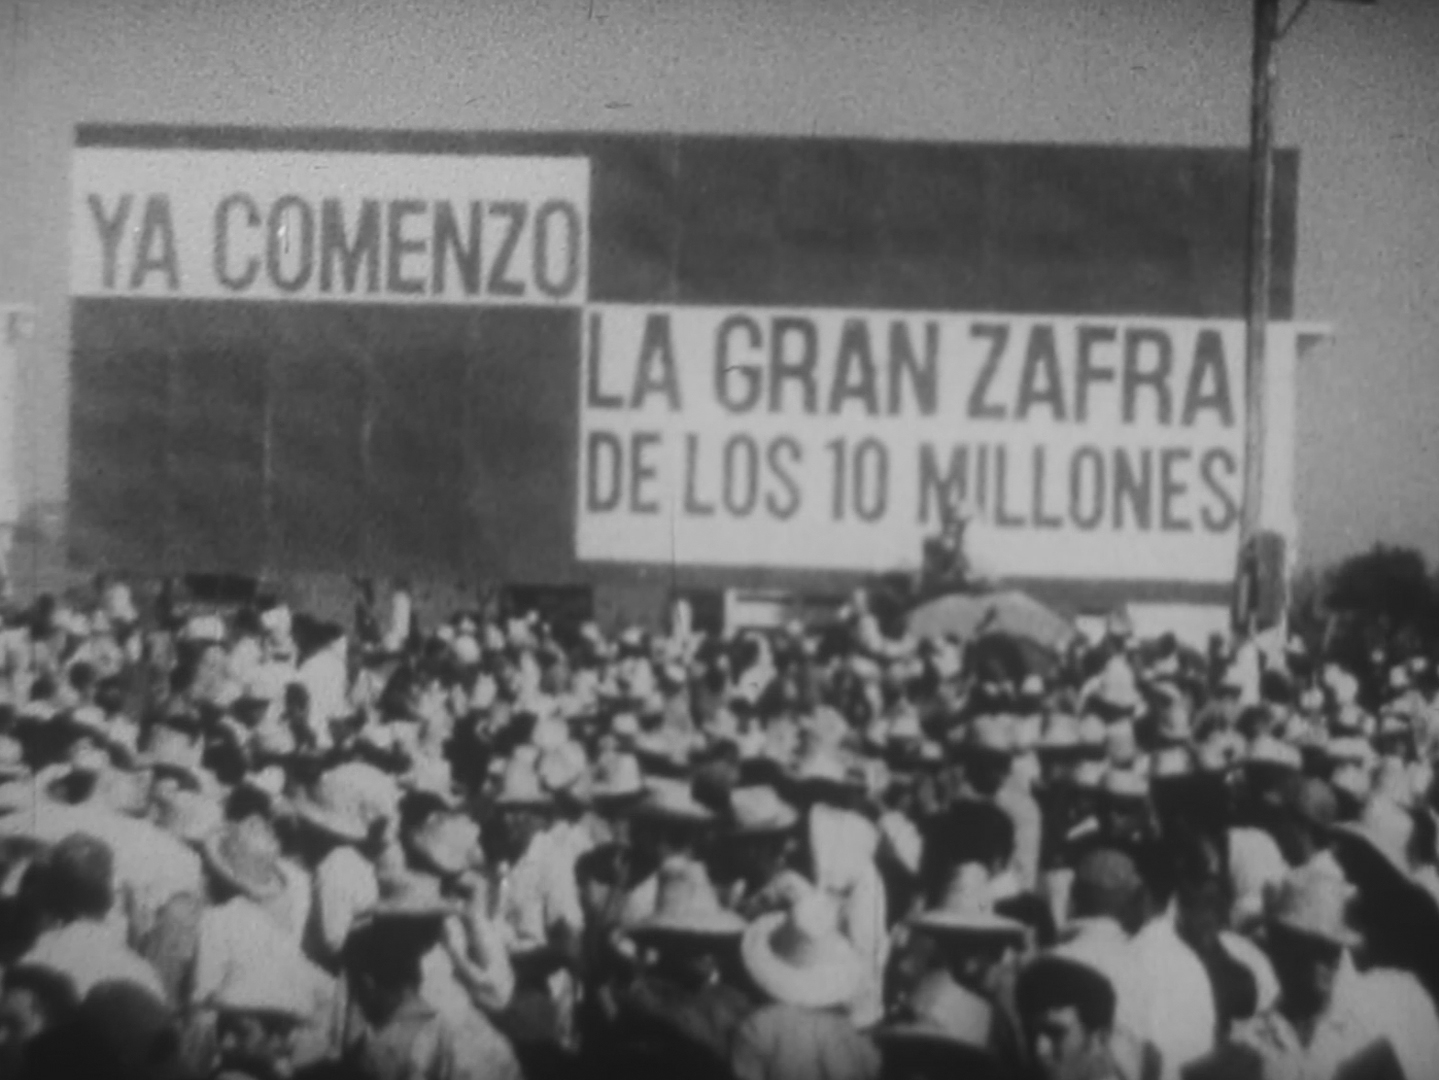 YA COMENZO
LA GRAN ZAFRA
DE LOS 10 MILLONES